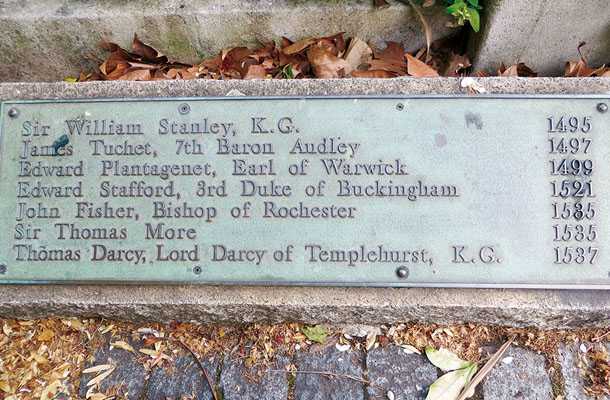 Sir William Stanley, K.G. 1495
James Tuchet, 7th Baron Audley 1497
Edward Plantagenet, Earl of Warwick 1499
Edward Stafford, 3rd Duke of Buckingham 1521
John Fisher, Bishop of Rochester 1535
Sir Thomas More 1535
Thomas Darcy, Lord Darcy of Templehurst, K.G. 1537